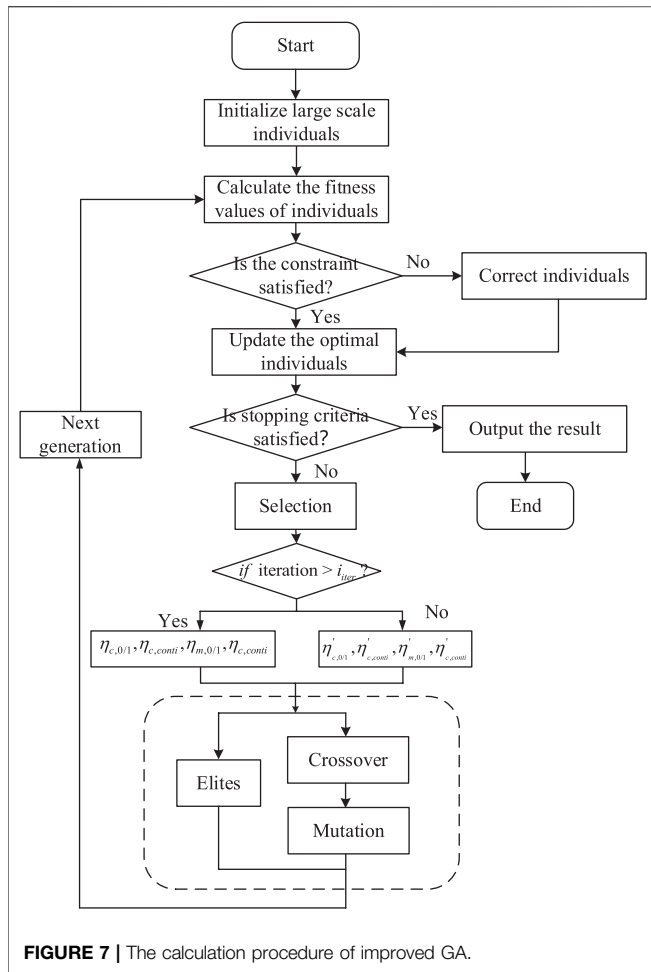 Start
Initialize large scale
individuals
Calculate the fitness
values of individuals
Is the constraint
satisfied?
No
Correct individuals
Yes
Update the optimal
individuals
Next
generation
Is stopping criteria
satisfied?
Yes
Output the result
No
End
Selection
if iteration > i_iter ?
Yes
No
η_c,0/1, η_c,conti, η_m,0/1, η_c,conti
η'_c,0/1, η'_c,conti, η'_m,0/1, η'_c,conti
Elites
Crossover
Mutation
FIGURE 7 | The calculation procedure of improved GA.